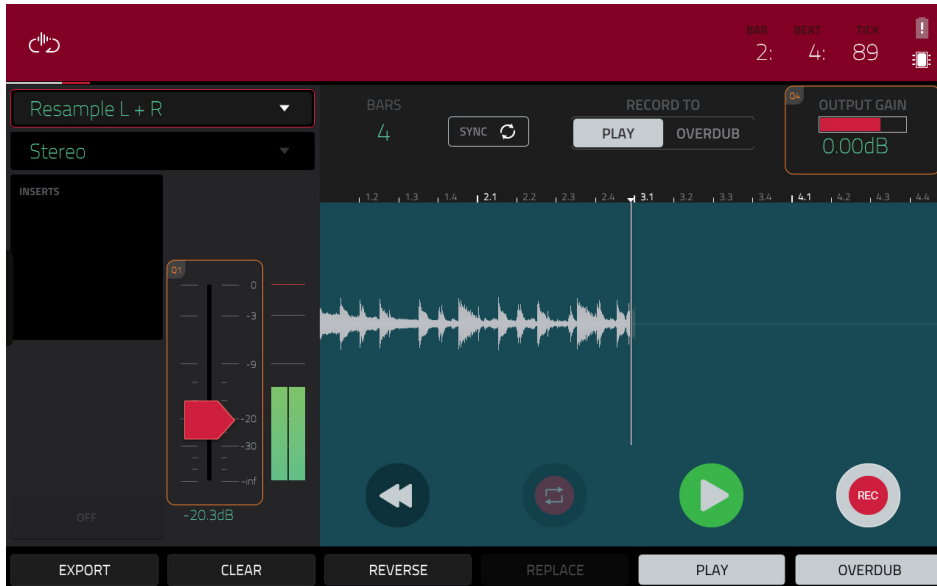 BAR BEAT TICK
2: 4: 89
!
Resample L + R
Stereo
INSERTS
BARS
4
SYNC
RECORD TO
PLAY OVERDUB
Q4 OUTPUT GAIN
0.00dB
1.2 1.3 1.4 2.1 2.2 2.3 2.4 3.1 3.2 3.3 3.4 4.1 4.2 4.3 4.4
Q1
0
-3
-9
-20
-30
-inf
-20.3dB
OFF
REC
EXPORT CLEAR REVERSE REPLACE PLAY OVERDUB